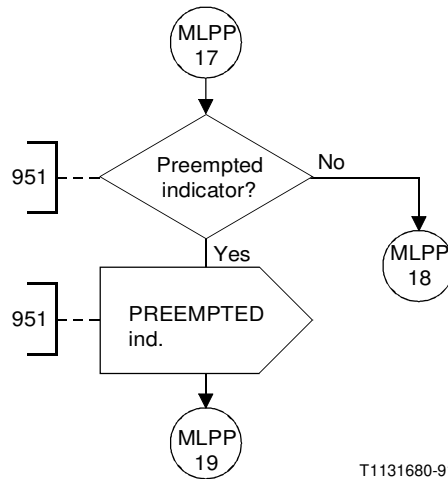 MLPP
17
951
Preempted
indicator?
No
MLPP
18
Yes
951
PREEMPTED
ind.
MLPP
19
T1131680-9